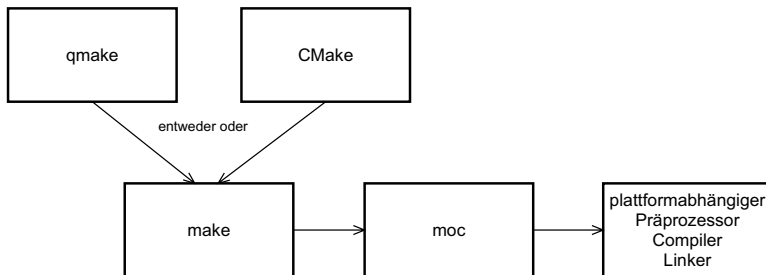 qmake
CMake
entweder oder
make
moc
plattformabhängiger
Präprozessor
Compiler
Linker